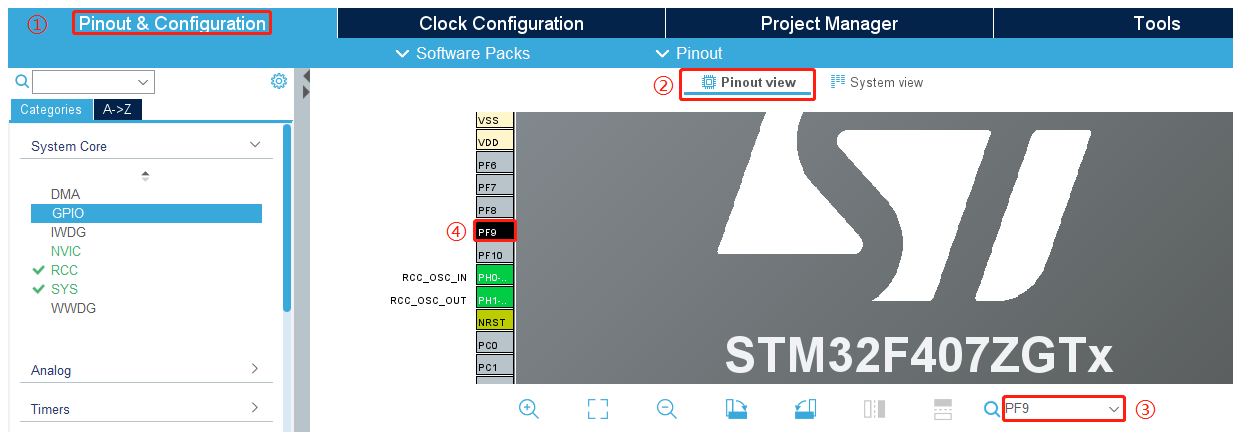 ① Pinout & Configuration Clock Configuration Project Manager Tools
Software Packs Pinout
② Pinout view System view
Categories A->Z
System Core
DMA
GPIO
IWDG
NVIC
RCC
SYS
WWDG
Analog
Timers
VSS
VDD
PF6
PF7
PF8
④ PF9
PF10
RCC_OSC_IN PH0-..
RCC_OSC_OUT PH1-..
NRST
PC0
PC1
STM32F407ZGTx
PF9 ③